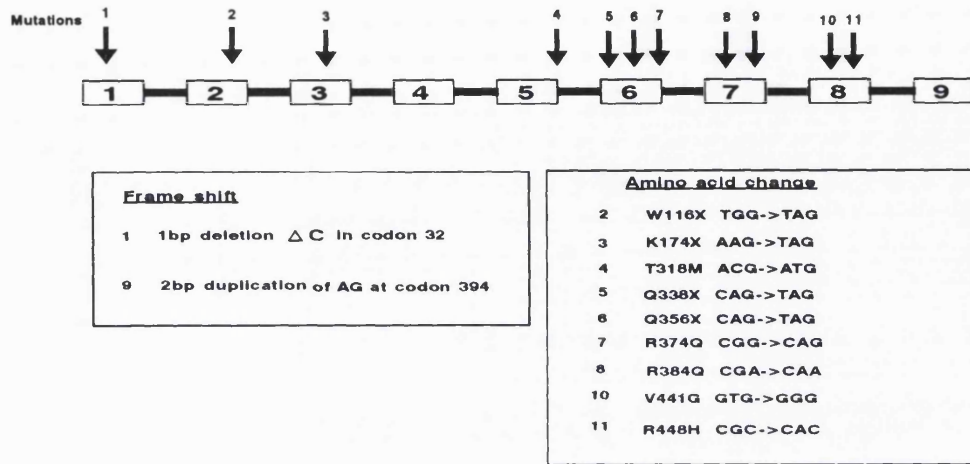 Mutations 1 2 3 4 5 6 7 8 9 10 11
1 2 3 4 5 6 7 8 9
Frame shift
1 1bp deletion △ C in codon 32
9 2bp duplication of AG at codon 394
Amino acid change
2 W116X TGG->TAG
3 K174X AAG->TAG
4 T318M ACG->ATG
5 Q338X CAG->TAG
6 Q356X CAG->TAG
7 R374Q CGG->CAG
8 R384Q CGA->CAA
10 V441G GTG->GGG
11 R448H CGC->CAC